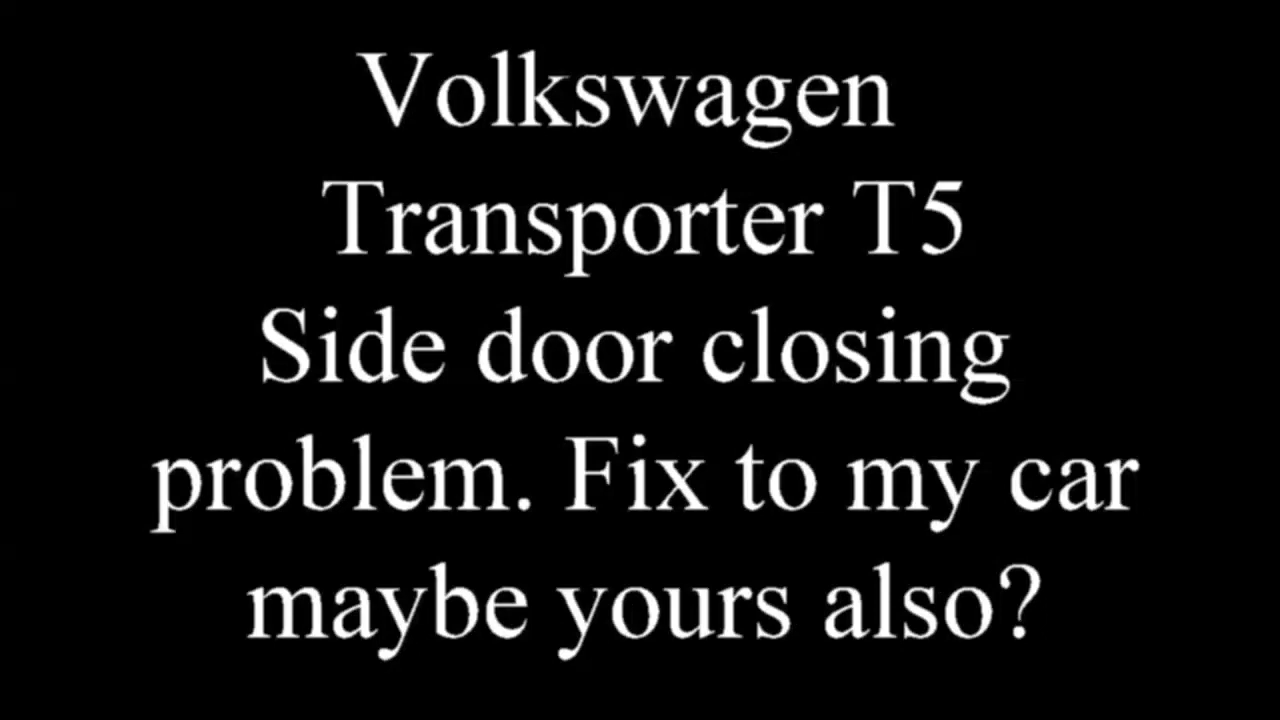 Volkswagen
Transporter T5
Side door closing
problem. Fix to my car
maybe yours also?